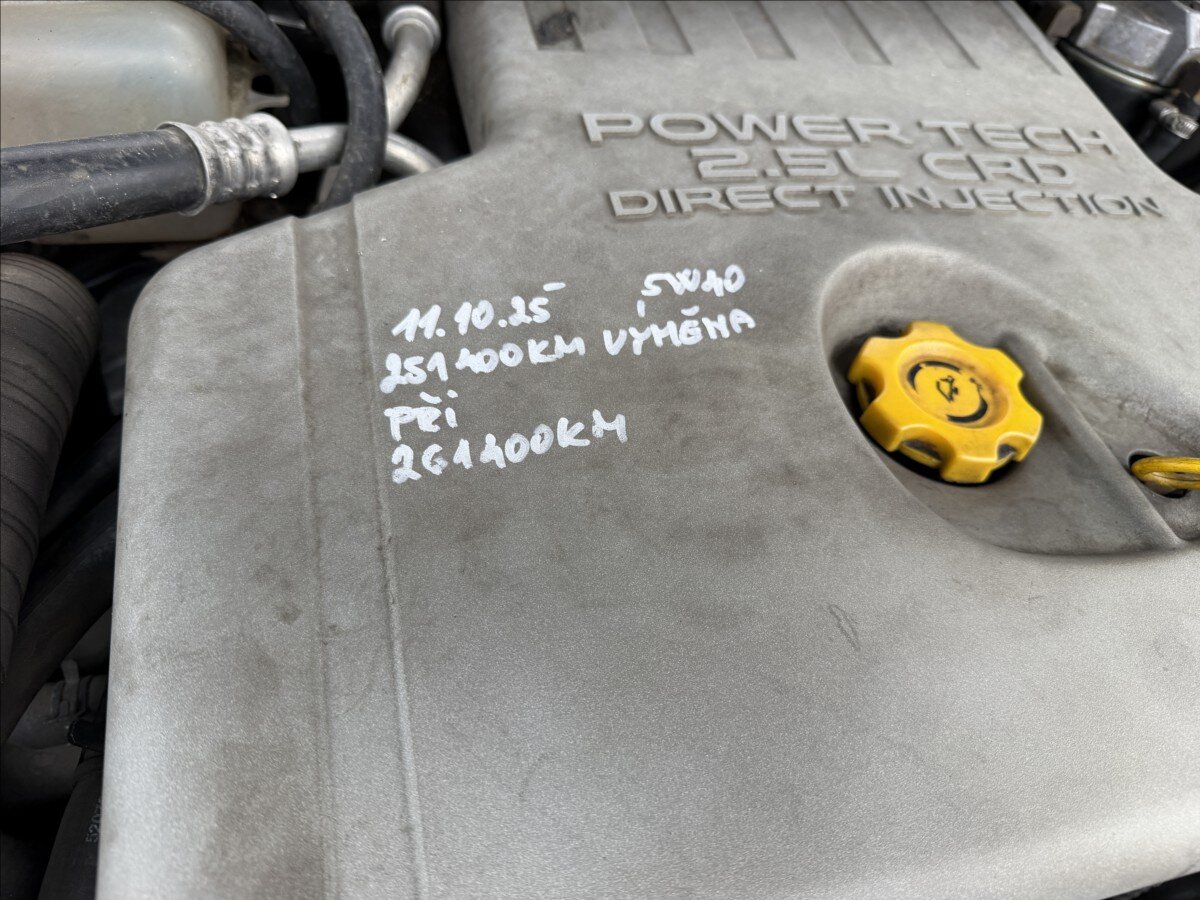 POWER TECH
2.5L CRD
DIRECT INJECTION
11.10.25 5W40
251400KM VÝMĚNA
PŘi
261400KM